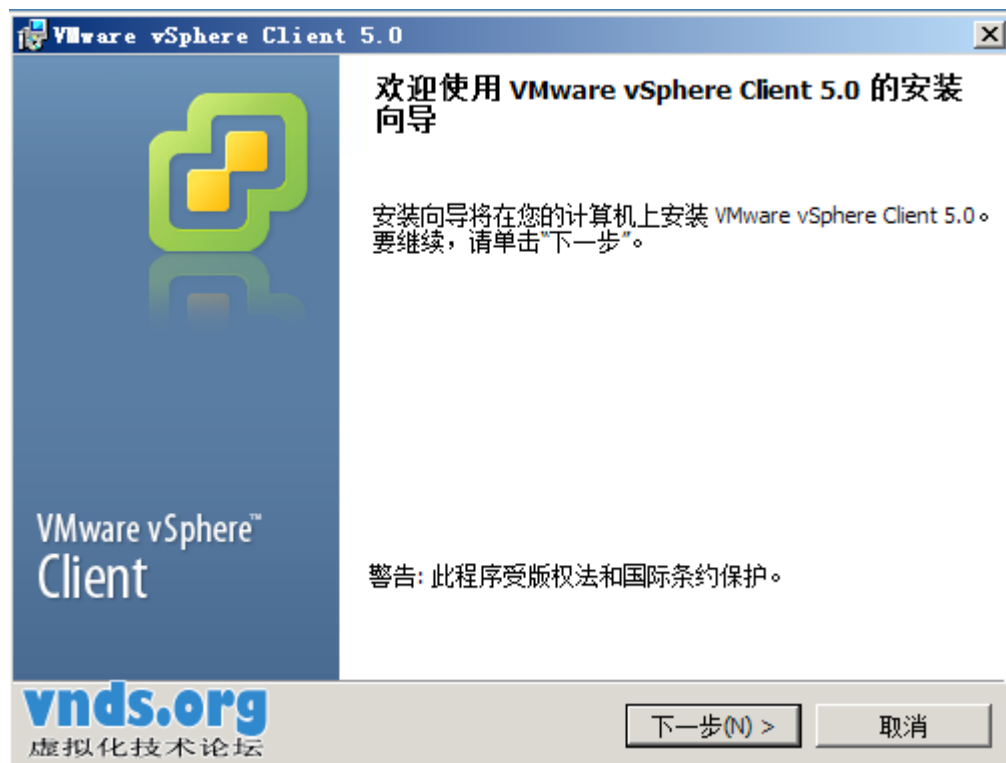 VMware vSphere Client 5.0
欢迎使用 VMware vSphere Client 5.0 的安装
向导
安装向导将在您的计算机上安装 VMware vSphere Client 5.0。
要继续，请单击"下一步"。
VMware vSphere™
Client
警告: 此程序受版权法和国际条约保护。
vnds.org
虚拟化技术论坛
下一步(N) >
取消